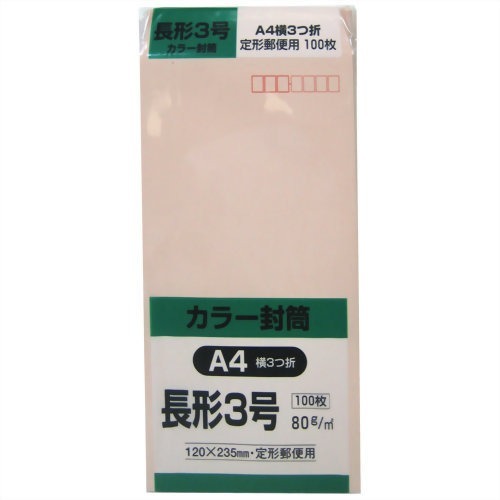 長形3号
カラー封筒
A4横3つ折
定形郵便用 100枚
カラー封筒
A4 横3つ折
長形3号
100枚
80g/㎡
120×235mm・定形郵便用